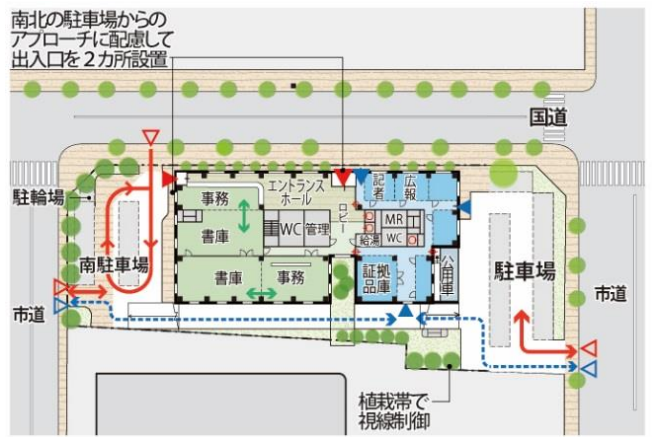 南北の駐車場からの
アプローチに配慮して
出入口を2カ所設置
国道
駐輪場
事務
エントランス
ホール
ロビー
記者
広報
書庫
WC
管理
MR
給湯
WC
南駐車場
書庫
事務
証拠
品庫
公用車
駐車場
市道
市道
植栽帯で
視線制御